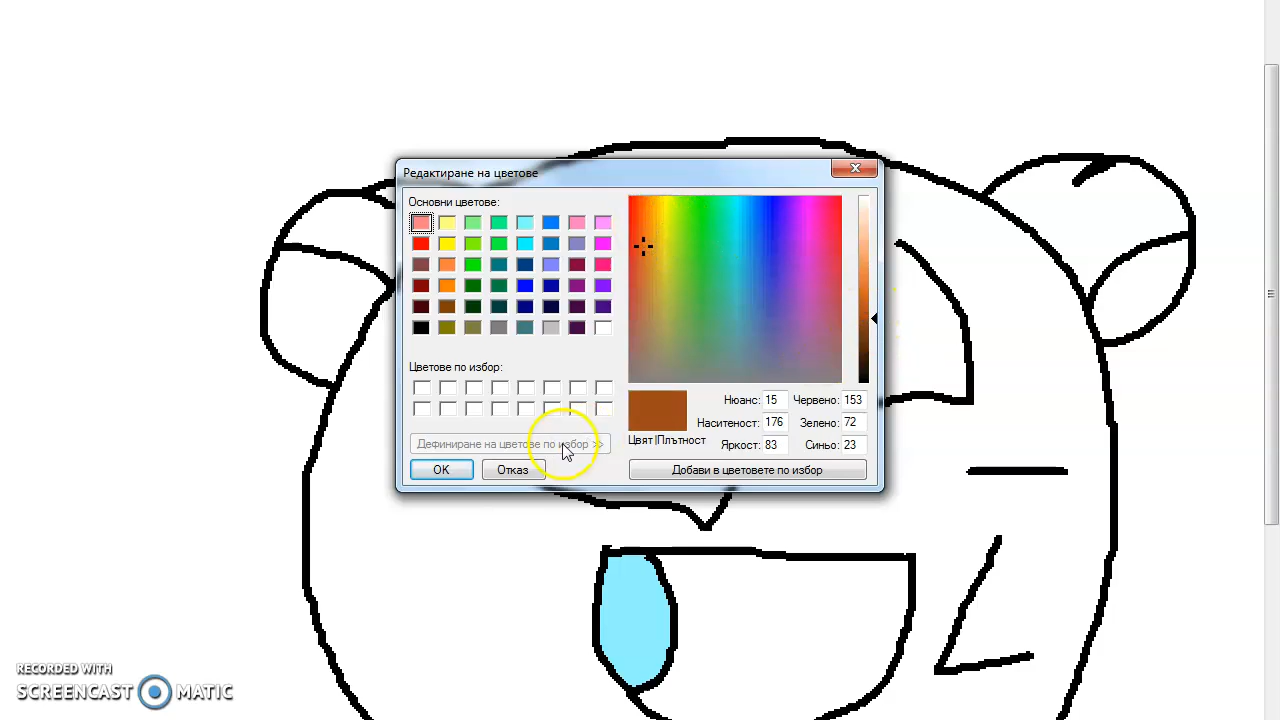 Редактиране на цветове
Основни цветове:
Цветове по избор:
Дефиниране на цветове по избор >>
OK
Отказ
Нюанс: 15
Червено: 153
Наситеност: 176
Зелено: 72
Цвят|Плътност
Яркост: 83
Синьо: 23
Добави в цветовете по избор
RECORDED WITH
SCREENCAST MATIC